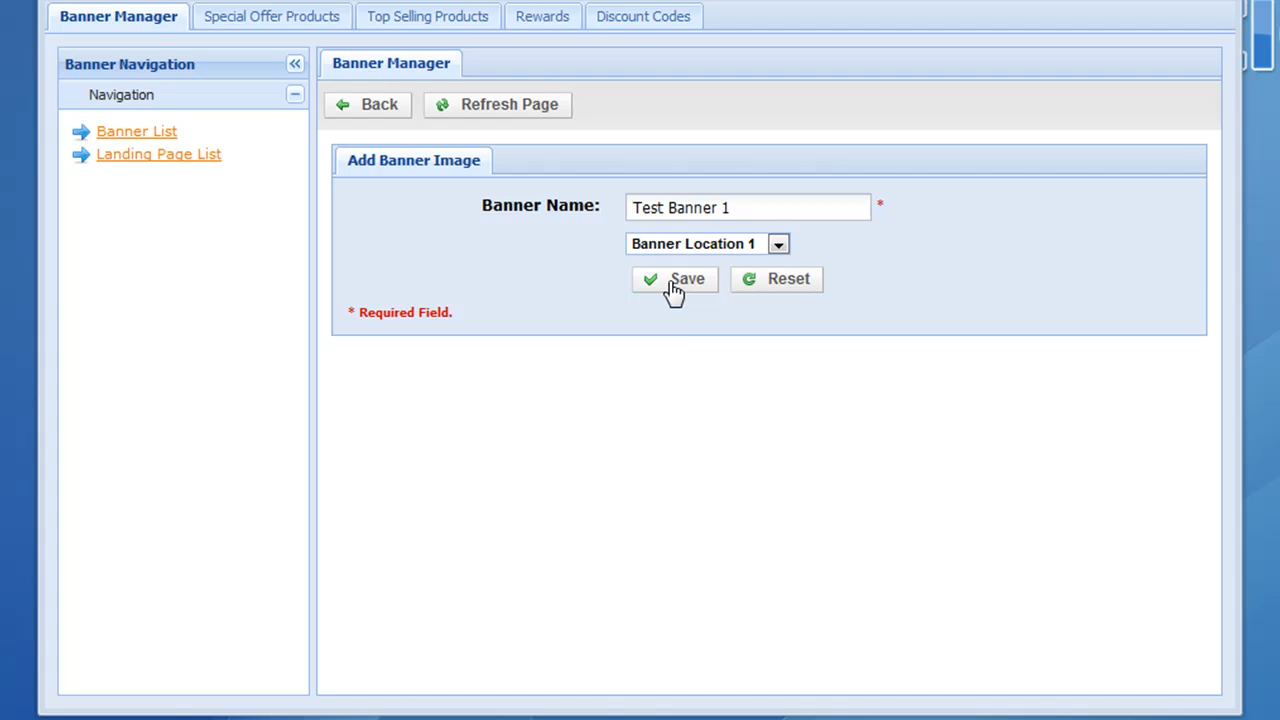 Banner Manager Special Offer Products Top Selling Products Rewards Discount Codes
Banner Navigation
Navigation
Banner List
Landing Page List
Banner Manager
Back Refresh Page
Add Banner Image
Banner Name: Test Banner 1 *
Banner Location 1
Save Reset
* Required Field.